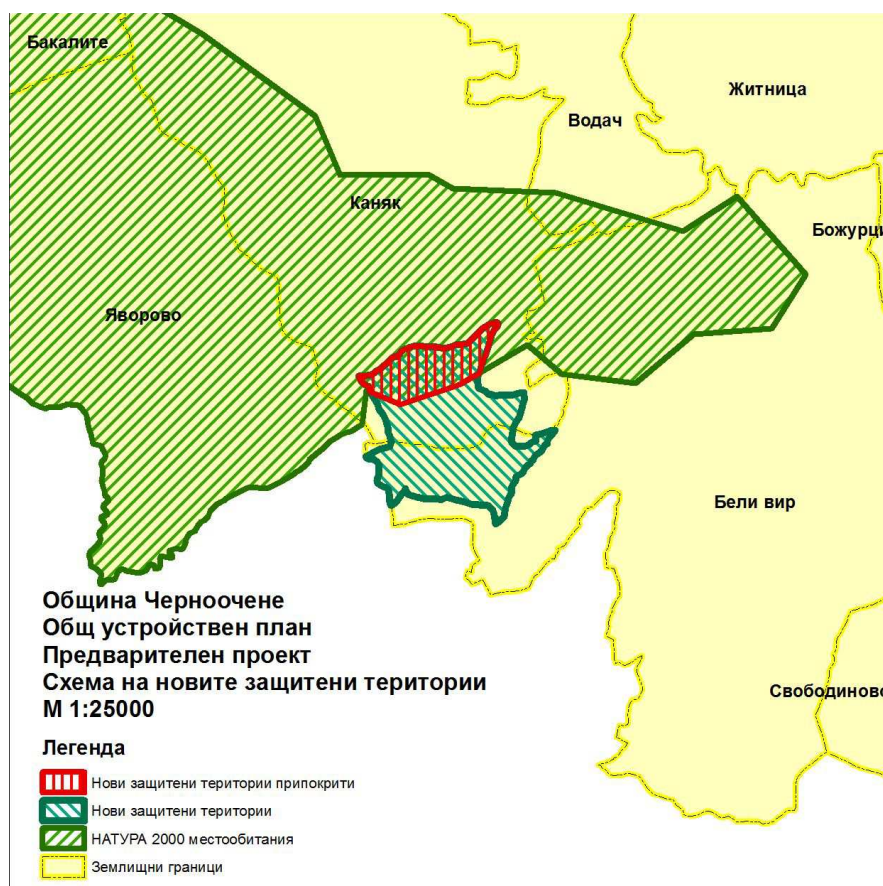 Бакалите
Житница
Водач
Каняк
Божурци
Яворово
Бели вир
Община Черноочене
Общ устройствен план
Предварителен проект
Схема на новите защитени територии
М 1:25000
Свободиново
Легенда
Нови защитени територии припокрити
Нови защитени територии
НАТУРА 2000 местообитания
Землищни граници